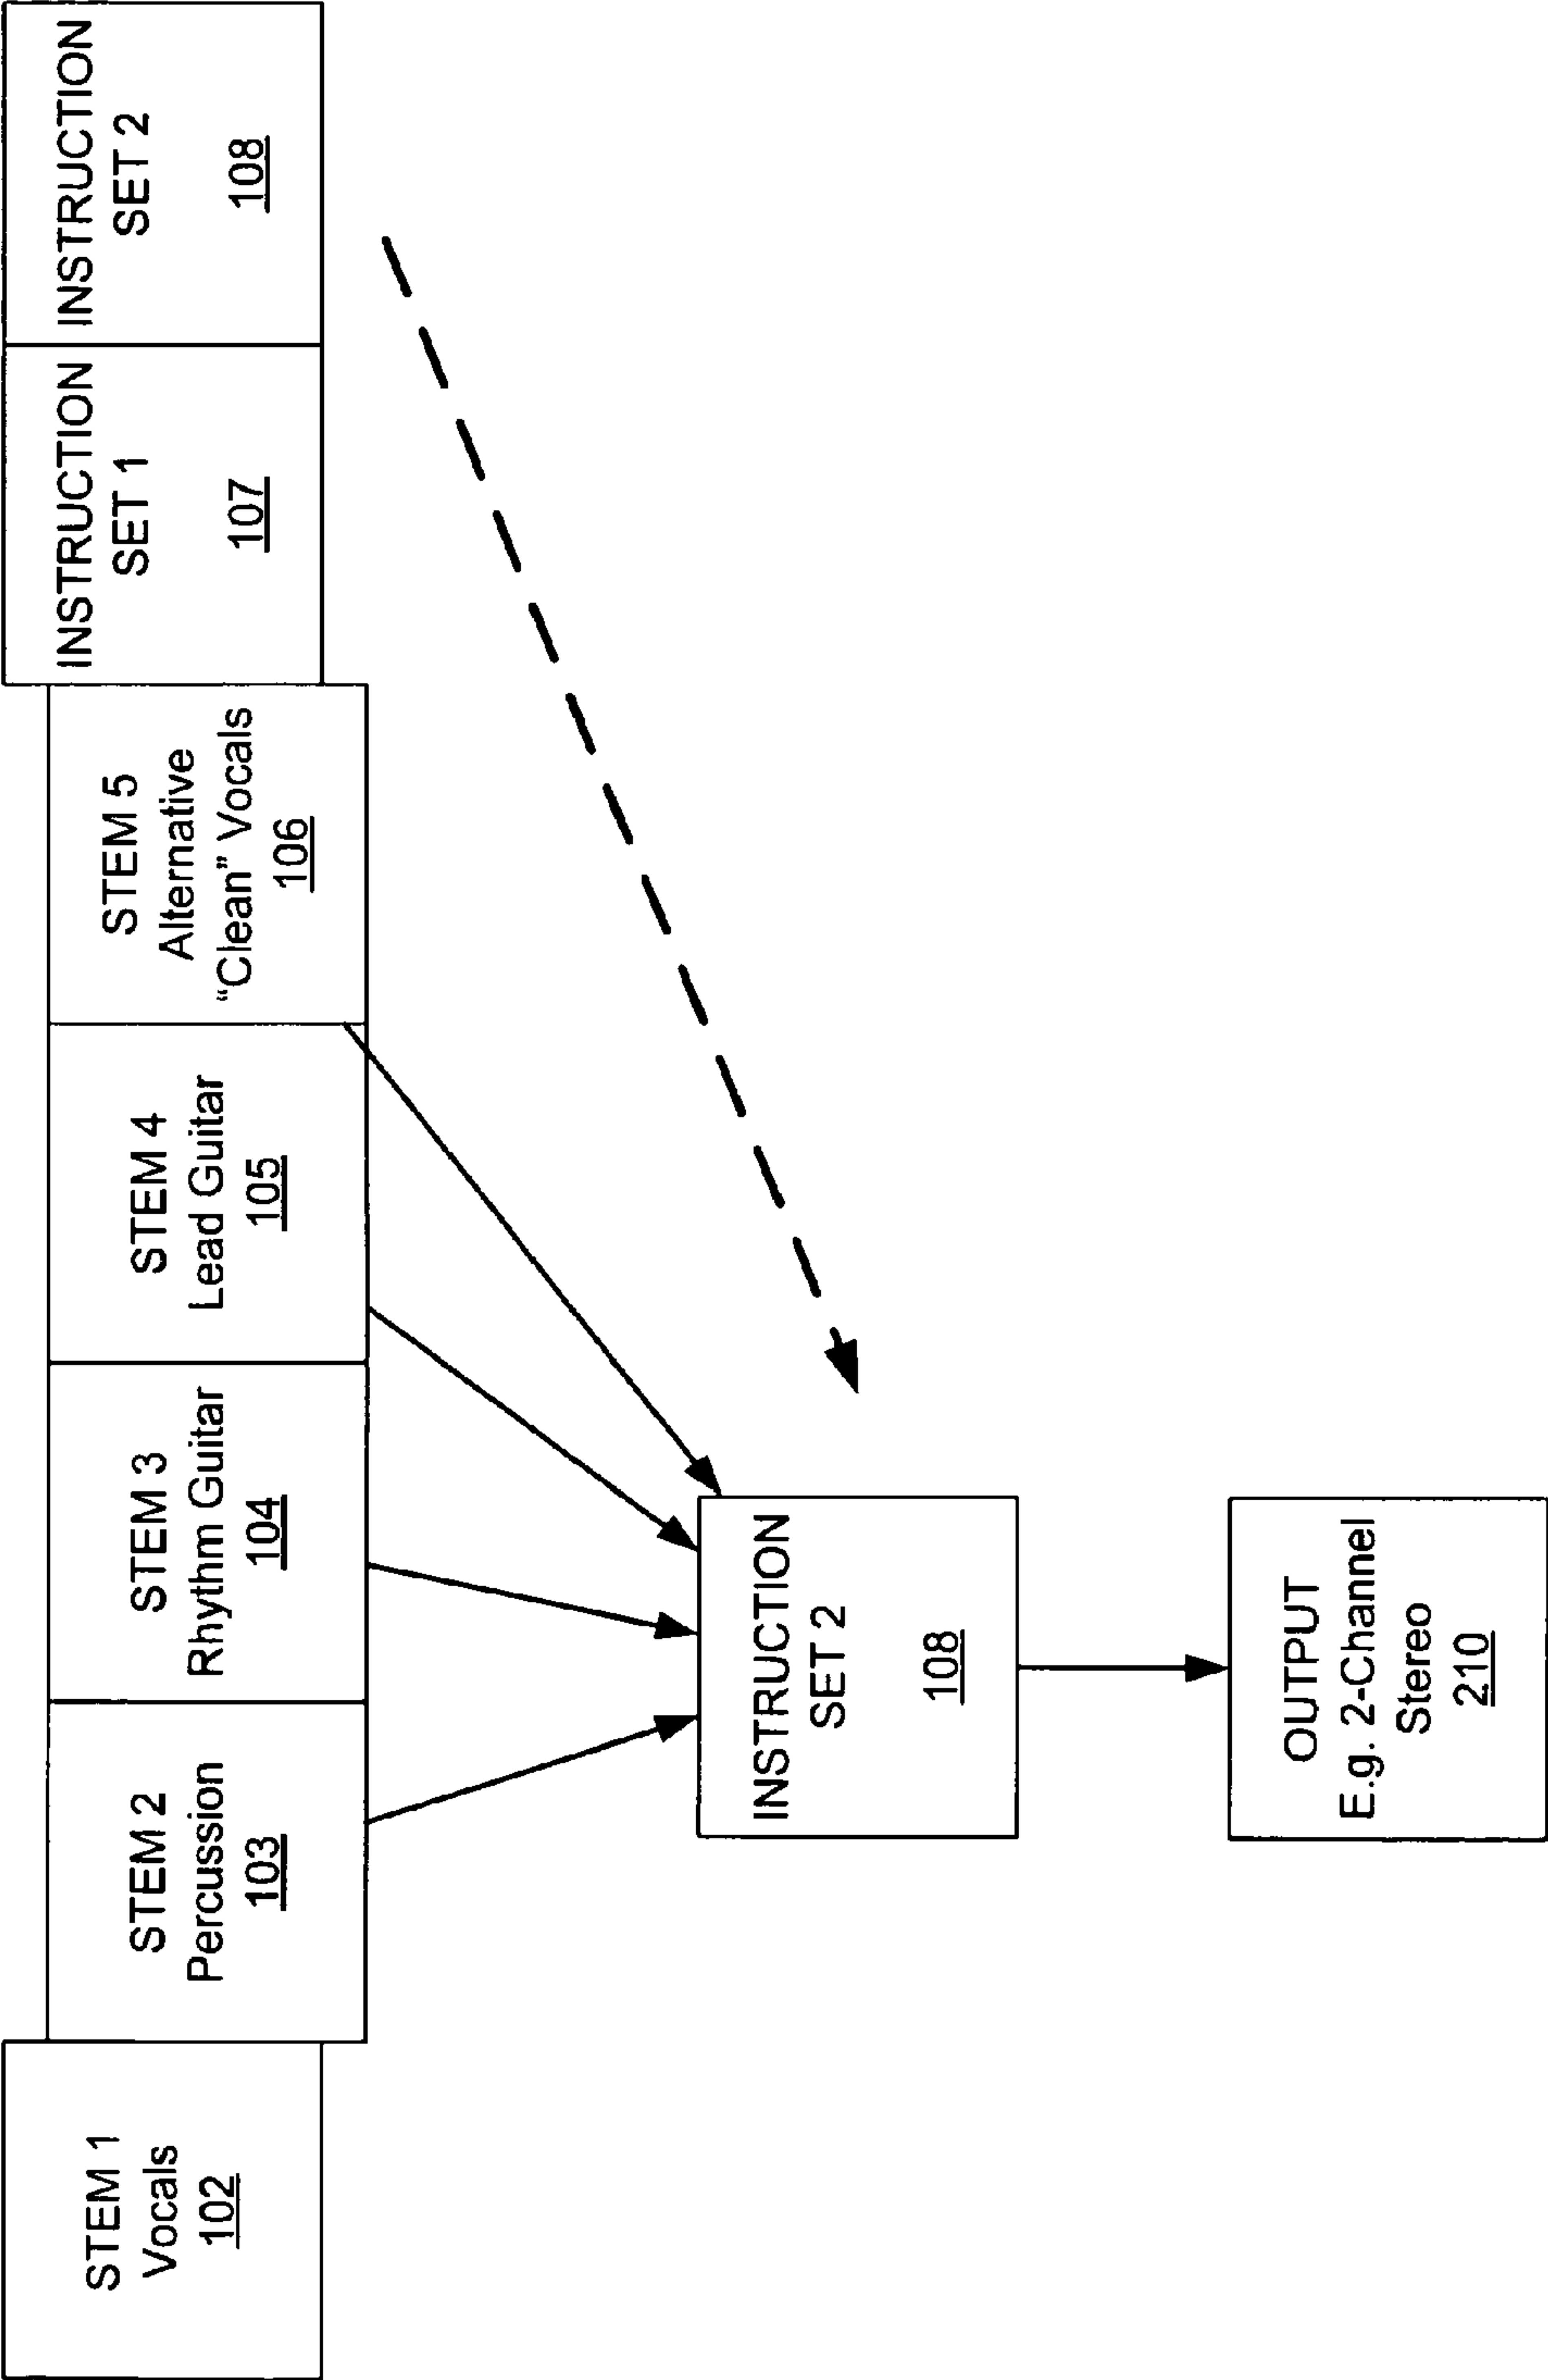 STEM 1
Vocals
102
STEM 2
Percussion
103
STEM 3
Rhythm Guitar
104
STEM 4
Lead Guitar
105
STEM 5
Alternative
“Clean” Vocals
106
INSTRUCTION
SET 1
107
INSTRUCTION
SET 2
108
INSTRUCTION
SET 2
108
OUTPUT
E.g. 2-Channel
Stereo
210